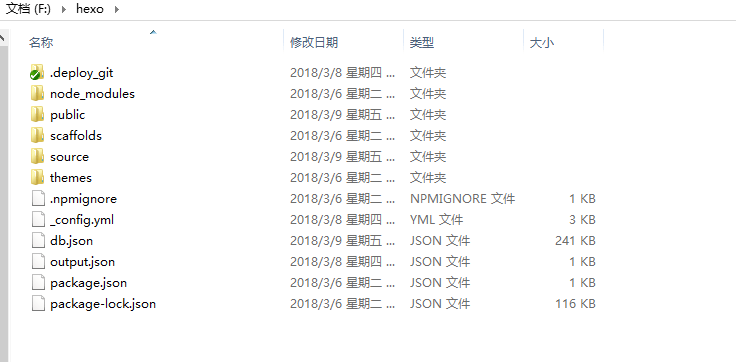 文档 (F:) hexo
名称 修改日期 类型 大小
.deploy_git 2018/3/8 星期四 ... 文件夹
node_modules 2018/3/6 星期二 ... 文件夹
public 2018/3/9 星期五 ... 文件夹
scaffolds 2018/3/6 星期二 ... 文件夹
source 2018/3/9 星期五 ... 文件夹
themes 2018/3/6 星期二 ... 文件夹
.npmignore 2018/3/6 星期二 ... NPMIGNORE 文件 1 KB
_config.yml 2018/3/8 星期四 ... YML 文件 3 KB
db.json 2018/3/9 星期五 ... JSON 文件 241 KB
output.json 2018/3/8 星期四 ... JSON 文件 1 KB
package.json 2018/3/6 星期二 ... JSON 文件 1 KB
package-lock.json 2018/3/6 星期二 ... JSON 文件 116 KB